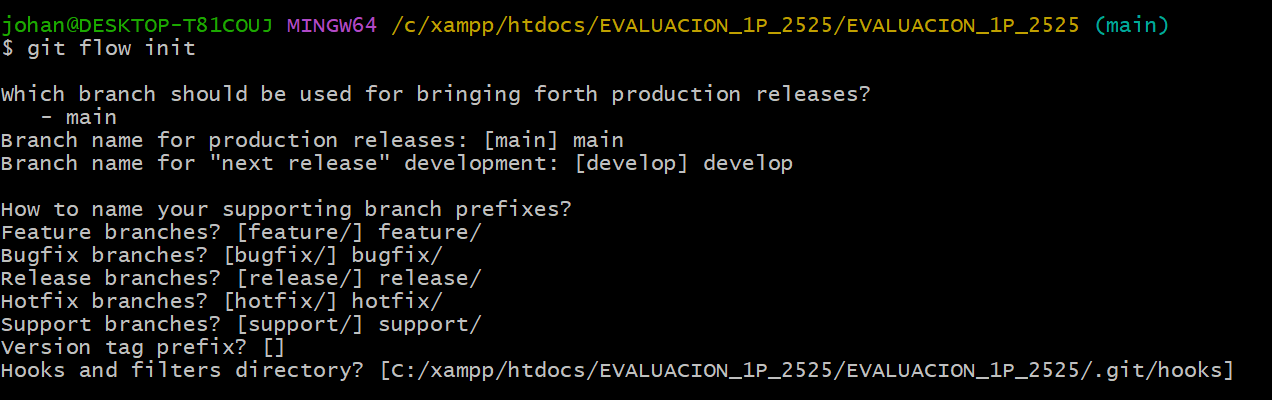 johan@DESKTOP-T81COUJ MINGW64 /c/xampp/htdocs/EVALUACION_1P_2525/EVALUACION_1P_2525 (main)
$ git flow init
Which branch should be used for bringing forth production releases?
- main
Branch name for production releases: [main] main
Branch name for "next release" development: [develop] develop
How to name your supporting branch prefixes?
Feature branches? [feature/] feature/
Bugfix branches? [bugfix/] bugfix/
Release branches? [release/] release/
Hotfix branches? [hotfix/] hotfix/
Support branches? [support/] support/
Version tag prefix? []
Hooks and filters directory? [C:/xampp/htdocs/EVALUACION_1P_2525/EVALUACION_1P_2525/.git/hooks]